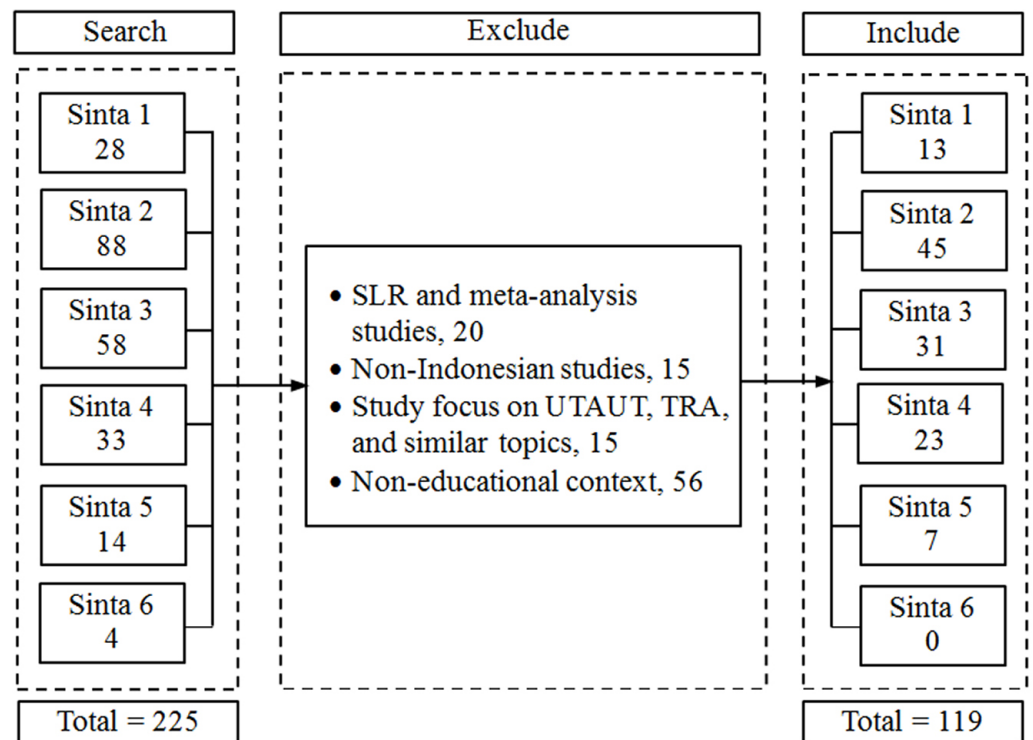 Search
Sinta 1
28
Sinta 2
88
Sinta 3
58
Sinta 4
33
Sinta 5
14
Sinta 6
4
Total = 225
Exclude
• SLR and meta-analysis
studies, 20
• Non-Indonesian studies, 15
• Study focus on UTAUT, TRA,
and similar topics, 15
• Non-educational context, 56
Include
Sinta 1
13
Sinta 2
45
Sinta 3
31
Sinta 4
23
Sinta 5
7
Sinta 6
0
Total = 119